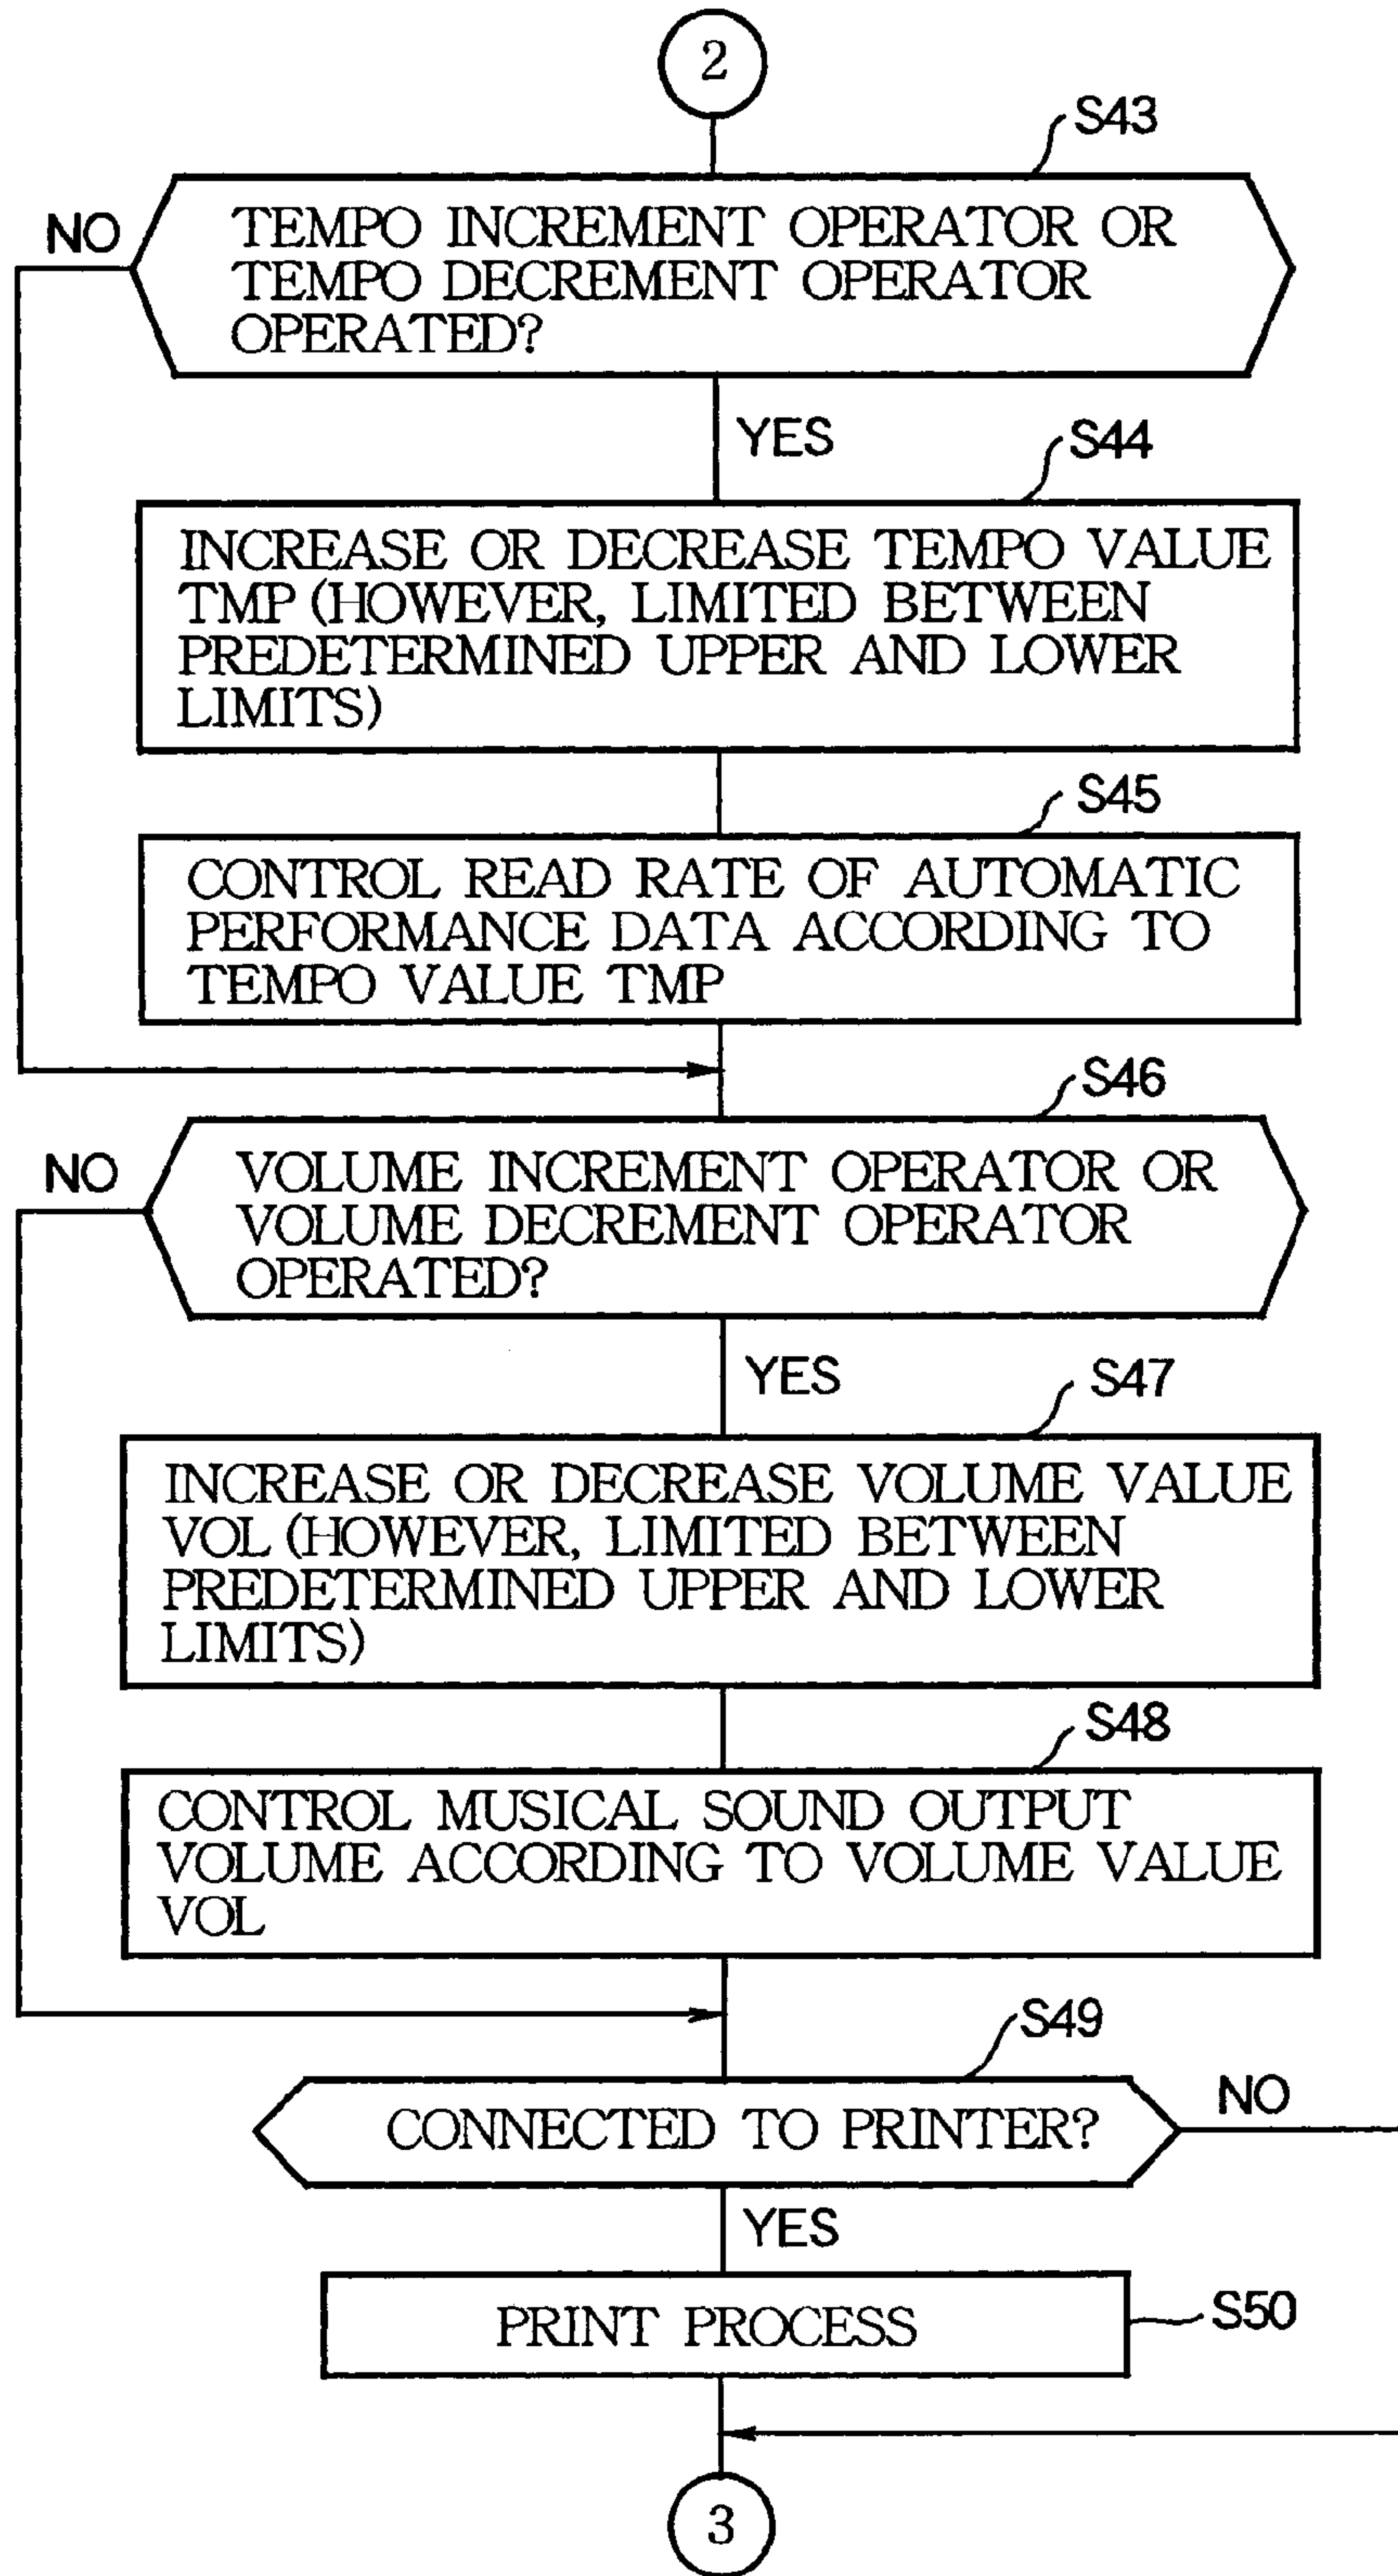 2
S43
NO
TEMPO INCREMENT OPERATOR OR
TEMPO DECREMENT OPERATOR
OPERATED?
YES
S44
INCREASE OR DECREASE TEMPO VALUE
TMP (HOWEVER, LIMITED BETWEEN
PREDETERMINED UPPER AND LOWER
LIMITS)
S45
CONTROL READ RATE OF AUTOMATIC
PERFORMANCE DATA ACCORDING TO
TEMPO VALUE TMP
S46
NO
VOLUME INCREMENT OPERATOR OR
VOLUME DECREMENT OPERATOR
OPERATED?
YES
S47
INCREASE OR DECREASE VOLUME VALUE
VOL (HOWEVER, LIMITED BETWEEN
PREDETERMINED UPPER AND LOWER
LIMITS)
S48
CONTROL MUSICAL SOUND OUTPUT
VOLUME ACCORDING TO VOLUME VALUE
VOL
S49
CONNECTED TO PRINTER?
NO
YES
PRINT PROCESS
S50
3